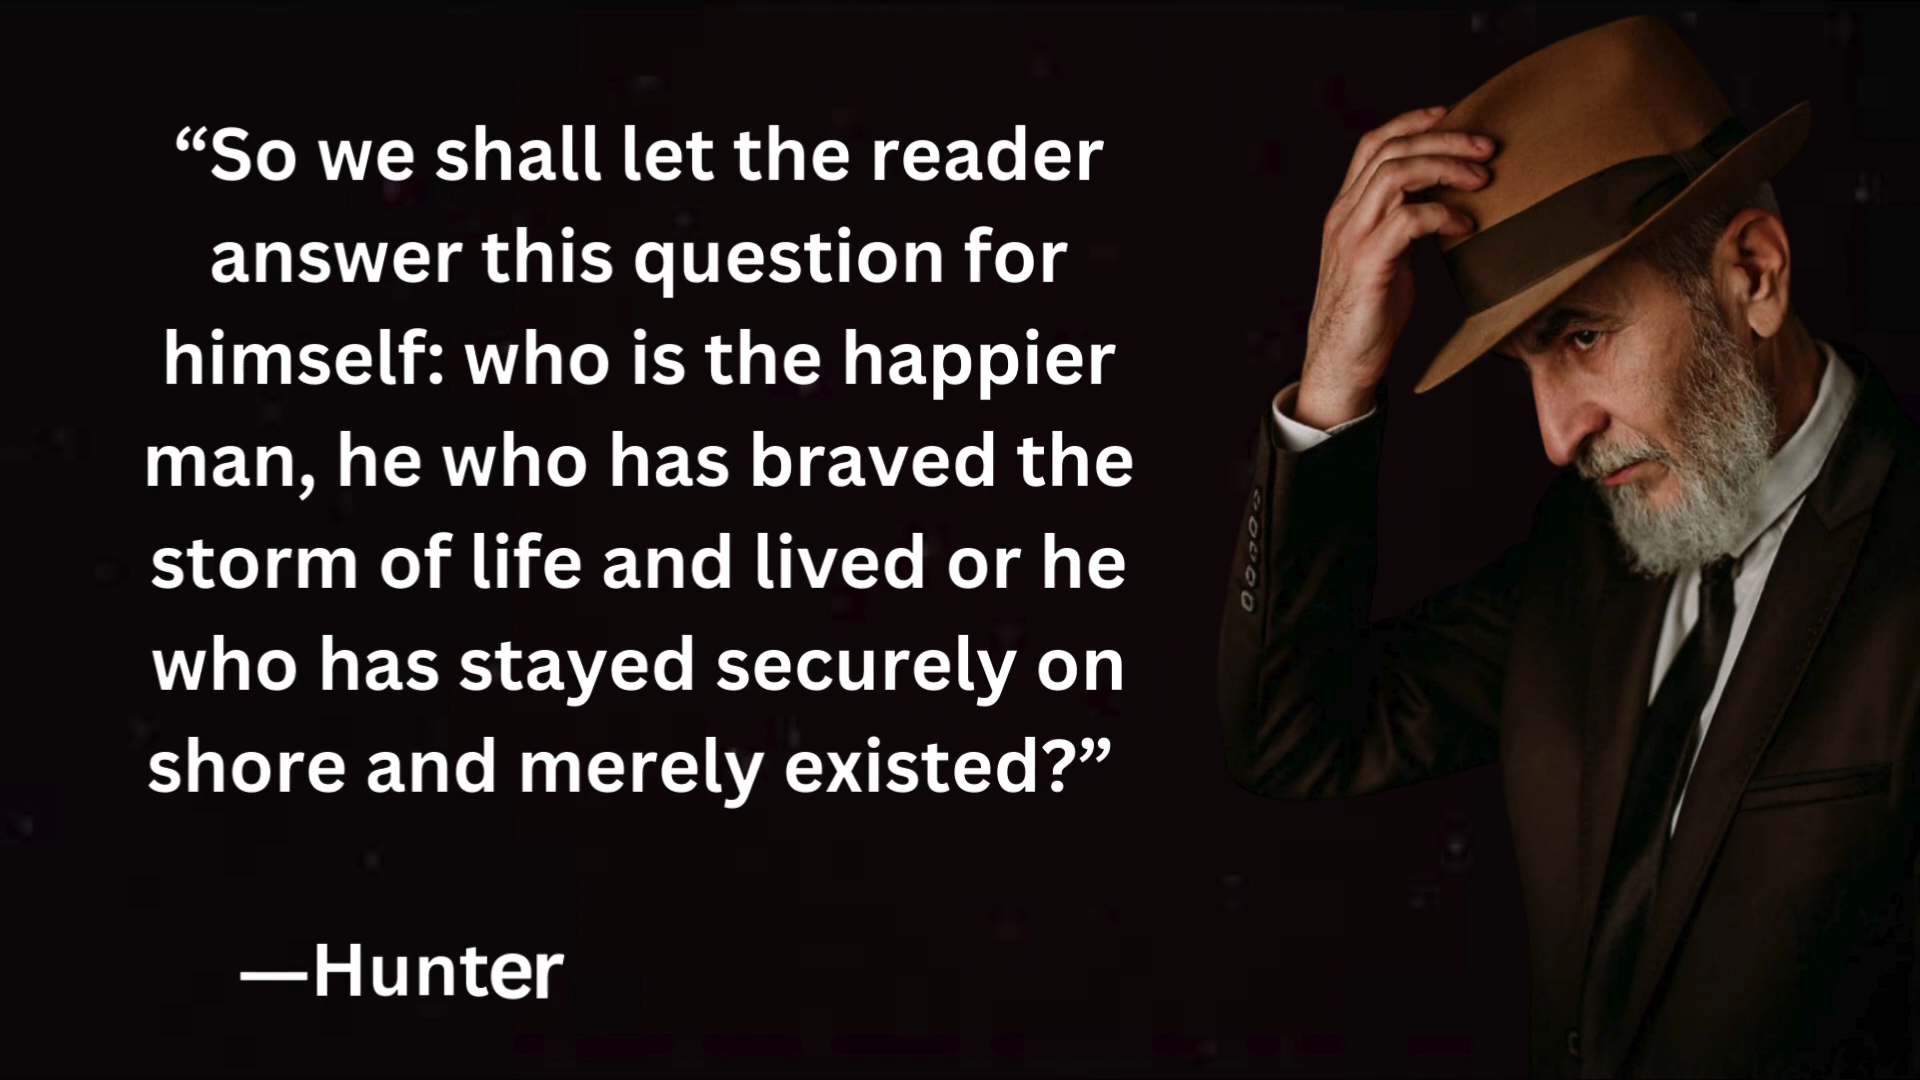 “So we shall let the reader
answer this question for
himself: who is the happier
man, he who has braved the
storm of life and lived or he
who has stayed securely on
shore and merely existed?”
—Hunter